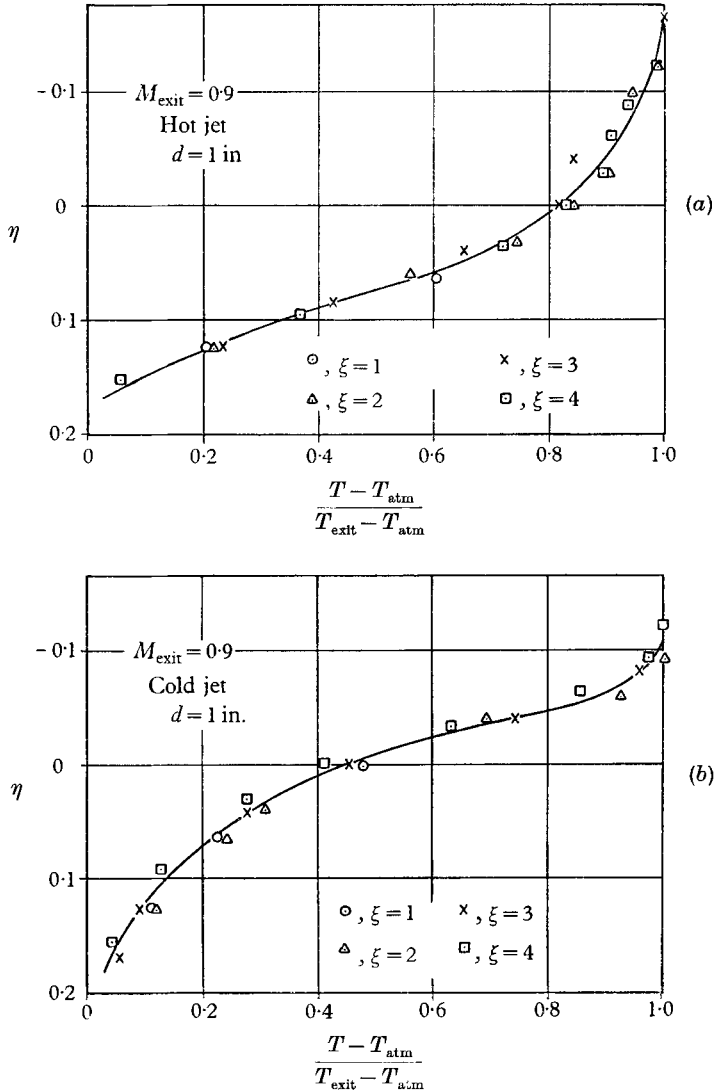 - 0·1
M_exit = 0·9
Hot jet
d = 1 in
0
(a)
η
0·1
⊙, ξ = 1
×, ξ = 3
△, ξ = 2
⊡, ξ = 4
0·2
0 0·2 0·4 0·6 0·8 1·0
T − T_atm
T_exit − T_atm
- 0·1
M_exit = 0·9
Cold jet
d = 1 in.
0
(b)
η
0·1
⊙, ξ = 1
×, ξ = 3
△, ξ = 2
⊡, ξ = 4
0·2
0 0·2 0·4 0·6 0·8 1·0
T − T_atm
T_exit − T_atm